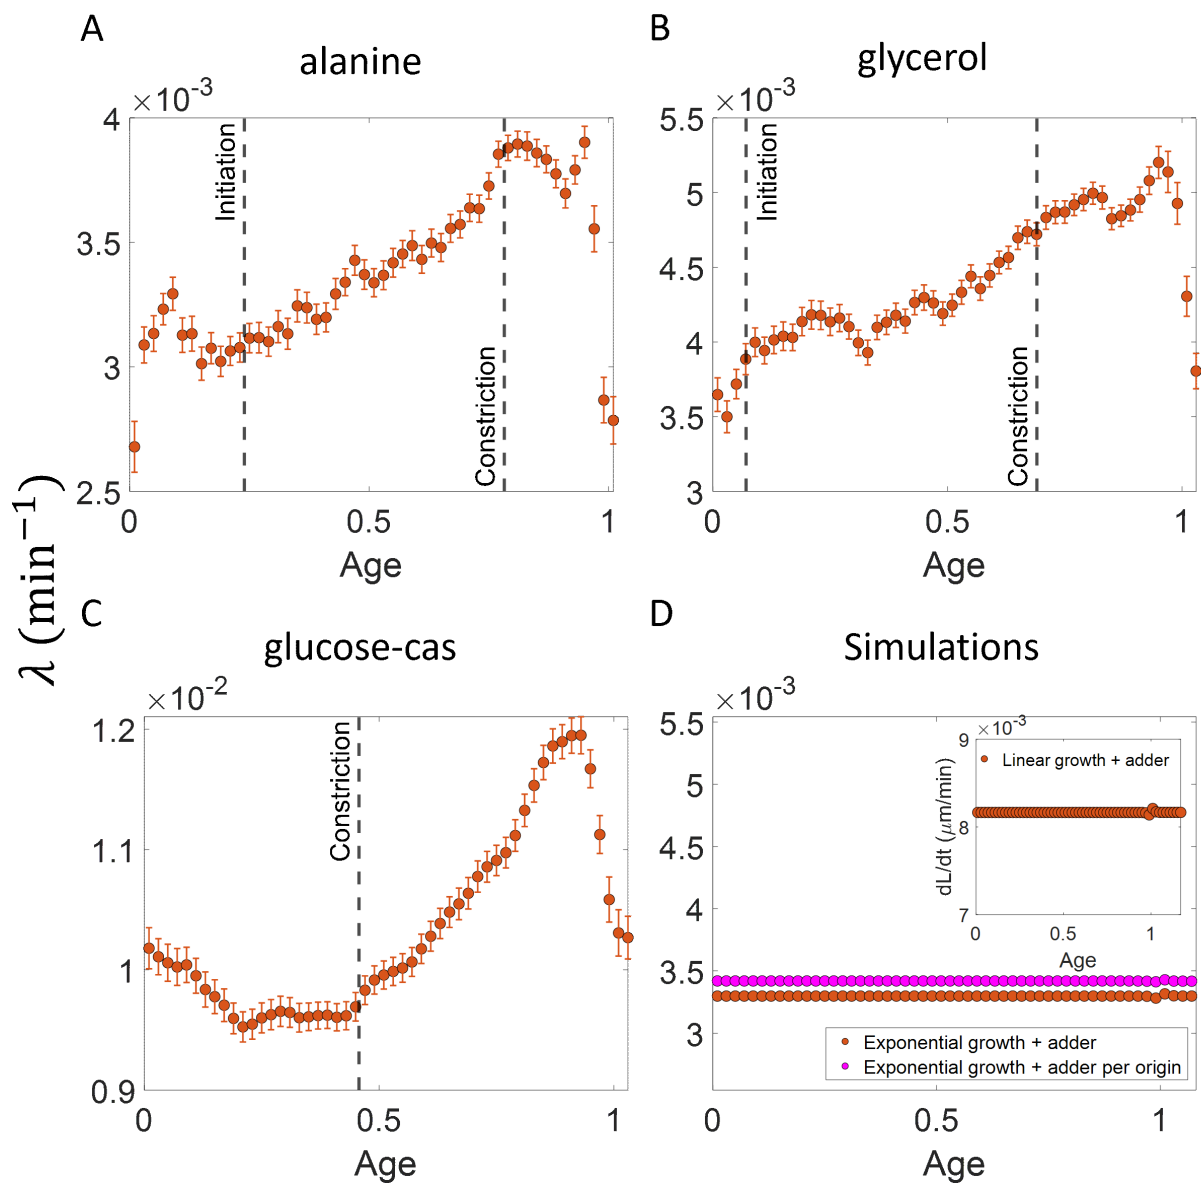 A
alanine
×10⁻³
4
3.5
3
2.5
0
0.5
1
Age
Initiation
Constriction
B
glycerol
×10⁻³
5.5
5
4.5
4
3.5
3
0
0.5
1
Age
Initiation
Constriction
λ (min⁻¹)
C
glucose-cas
×10⁻²
1.2
1.1
1
0.9
0
0.5
1
Age
Constriction
D
Simulations
×10⁻³
5.5
5
4.5
4
3.5
3
0
0.5
1
Age
×10⁻³
9
8
7
0
0.5
1
Age
dL/dt (μm/min)
Linear growth + adder
Exponential growth + adder
Exponential growth + adder per origin